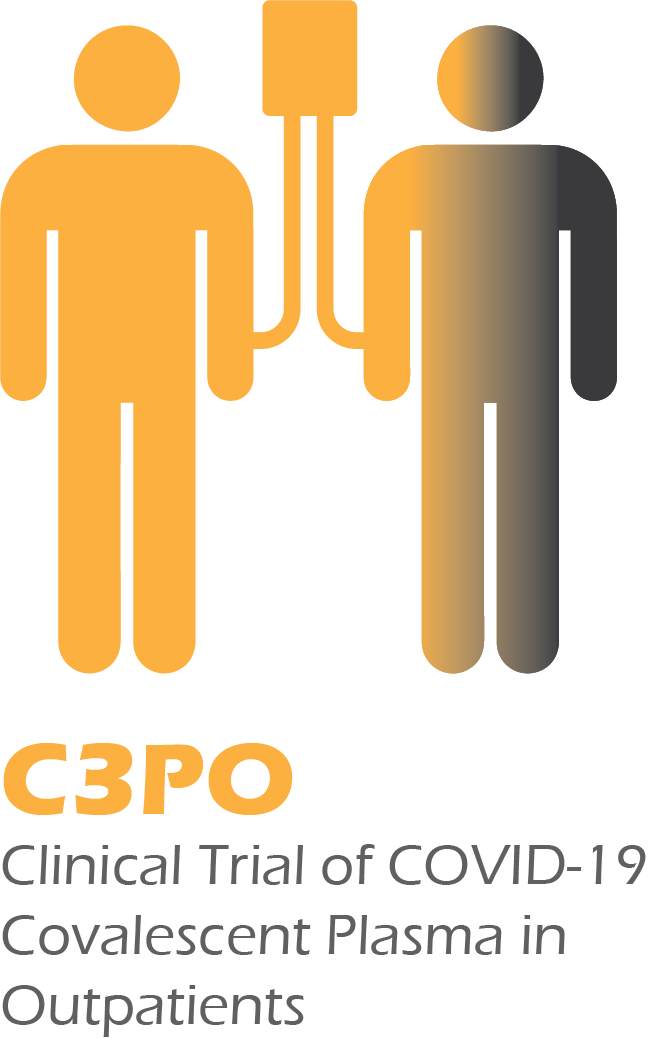 C3PO
Clinical Trial of COVID-19
Covalescent Plasma in
Outpatients